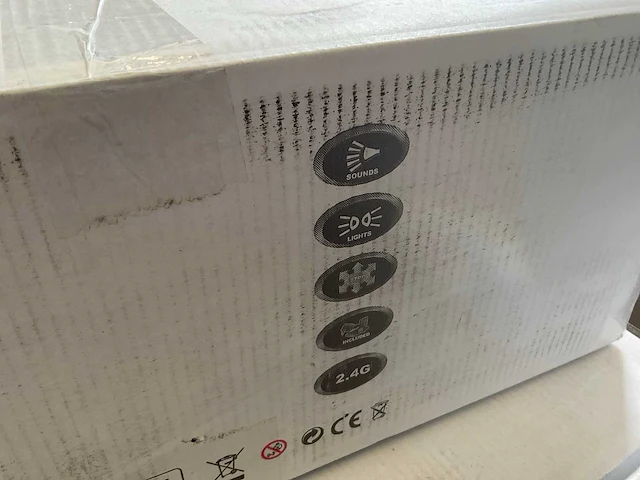 SOUNDS
LIGHTS
INCLUDED
2.4G
CE